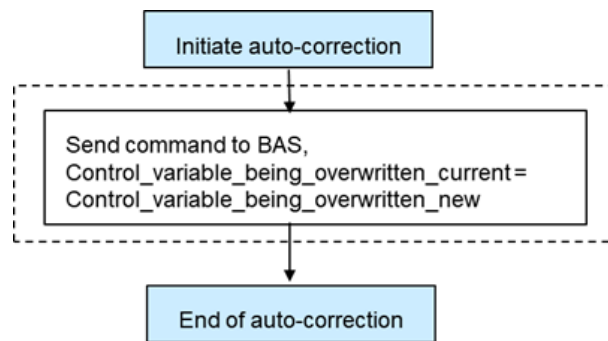 Initiate auto-correction
Send command to BAS,
Control_variable_being_overwritten_current=
Control_variable_being_overwritten_new
End of auto-correction